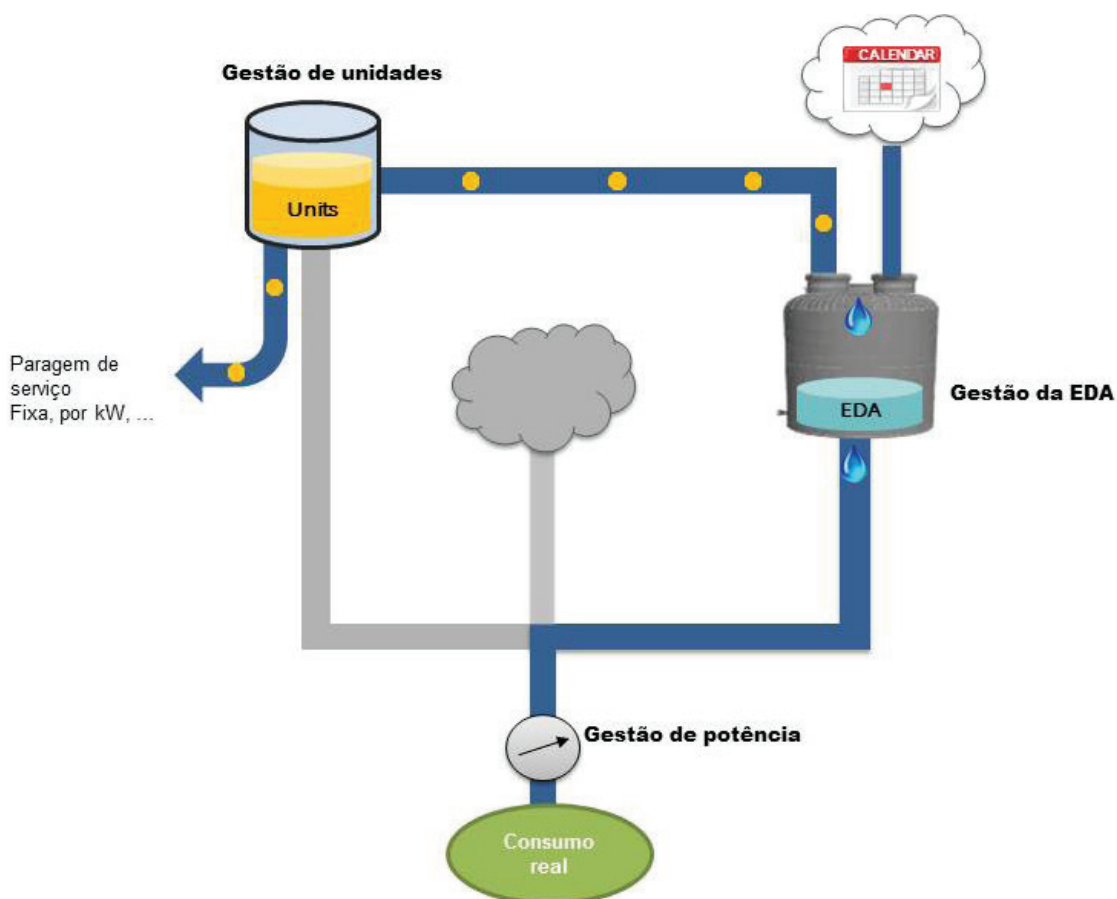 Gestão de unidades
CALENDAR
Units
Paragem de
serviço
Fixa, por kW, ...
EDA
Gestão da EDA
Gestão de potência
Consumo
real